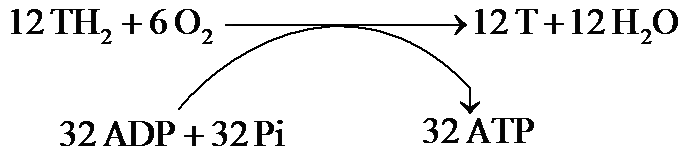 12 TH₂ + 6 O₂ → 12 T + 12 H₂O
32 ADP + 32 Pi 32 ATP